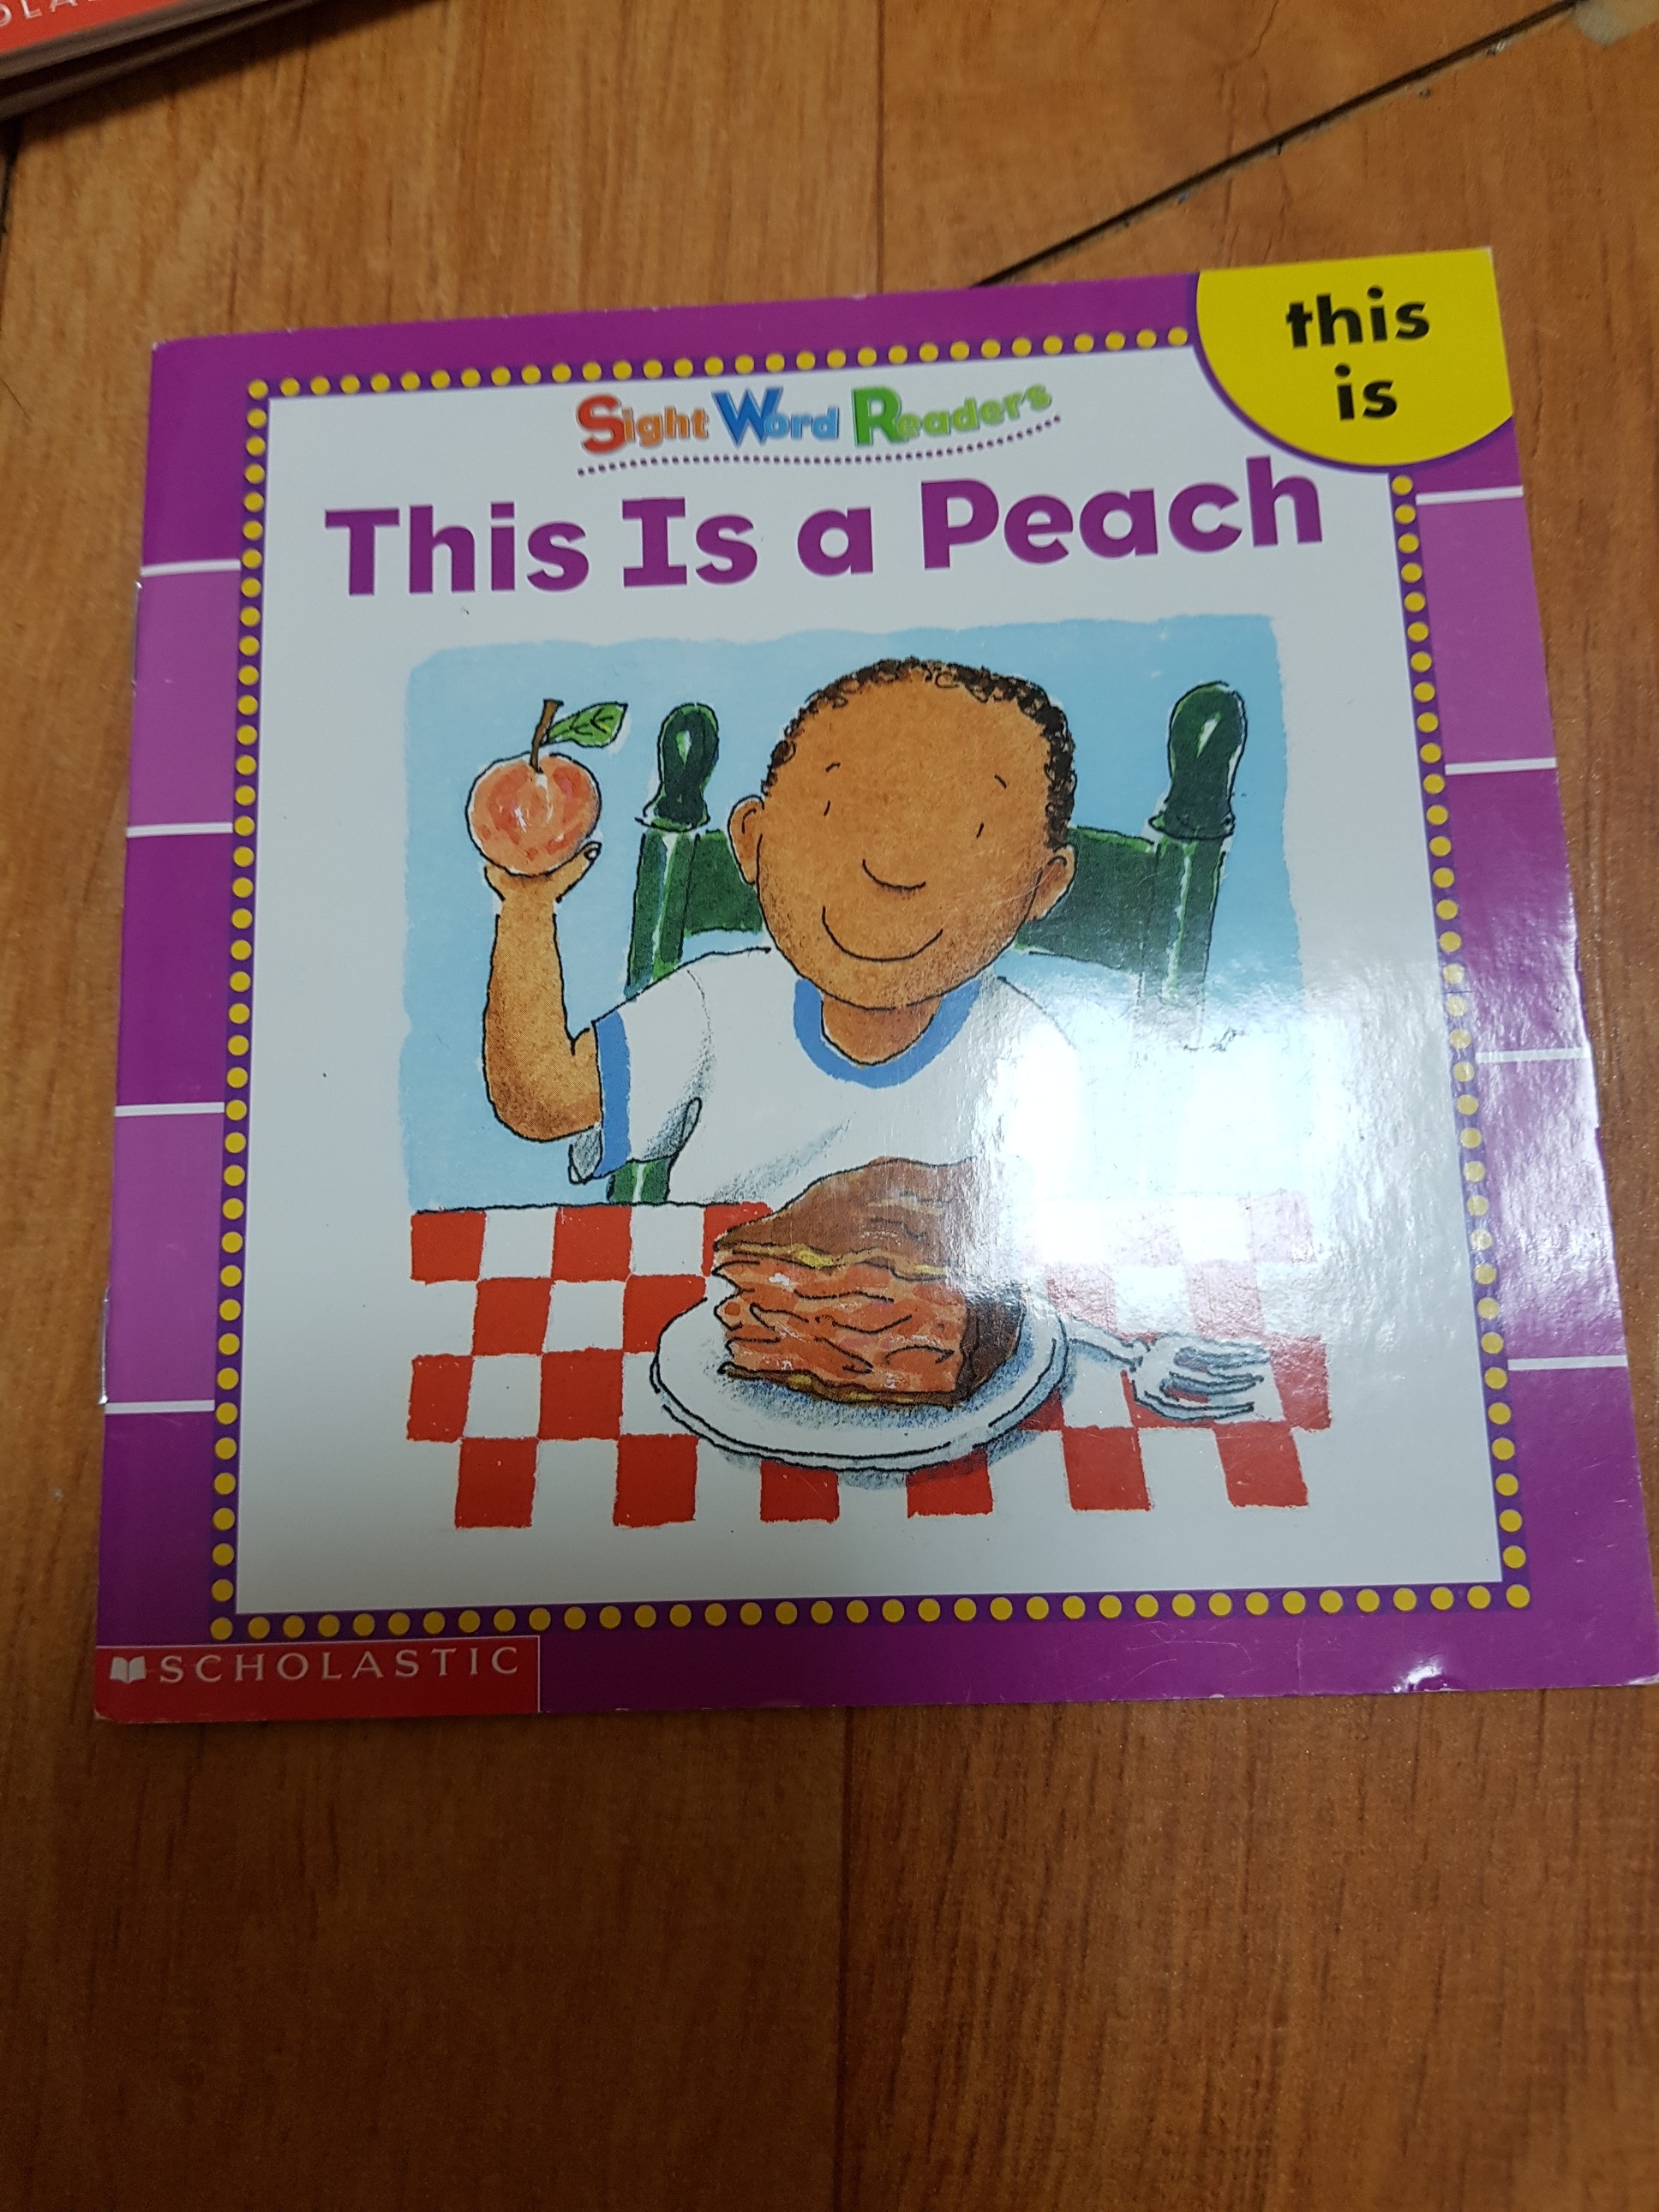 this
is
Sight Word Readers
This Is a Peach
SCHOLASTIC